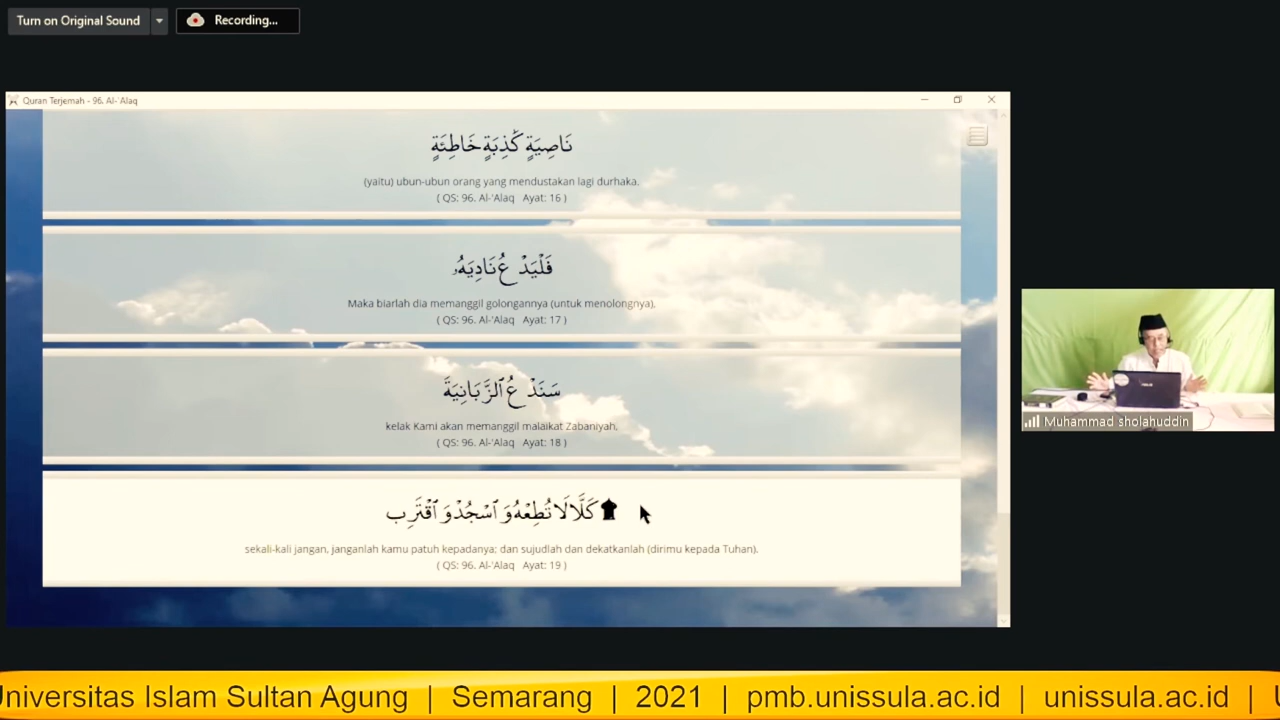 Turn on Original Sound
Recording...
Quran Terjemah - 96. Al-`Alaq
نَاصِيَةٍ كَٰذِبَةٍ خَاطِئَةٍ
(yaitu) ubun-ubun orang yang mendustakan lagi durhaka.
( QS: 96. Al-'Alaq Ayat: 16 )
فَلْيَدْعُ نَادِيَهُۥ
Maka biarlah dia memanggil golongannya (untuk menolongnya),
( QS: 96. Al-'Alaq Ayat: 17 )
سَنَدْعُ ٱلزَّبَانِيَةَ
kelak Kami akan memanggil malaikat Zabaniyah,
( QS: 96. Al-'Alaq Ayat: 18 )
كَلَّا لَا تُطِعْهُ وَٱسْجُدْ وَٱقْتَرِب
sekali-kali jangan, janganlah kamu patuh kepadanya; dan sujudlah dan dekatkanlah (dirimu kepada Tuhan).
( QS: 96. Al-'Alaq Ayat: 19 )
Muhammad sholahuddin
Universitas Islam Sultan Agung | Semarang | 2021 | pmb.unissula.ac.id | unissula.ac.id |